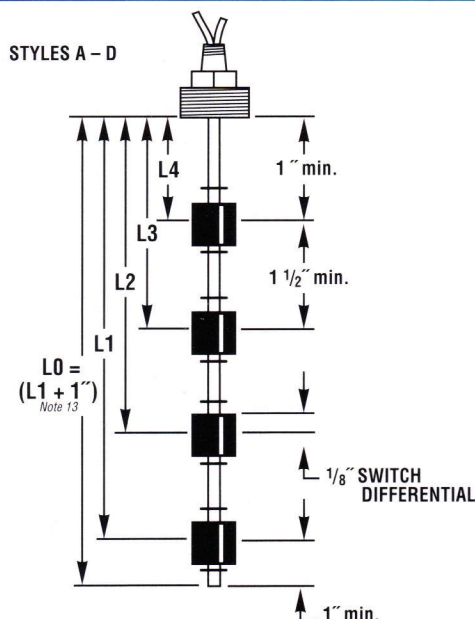 STYLES A – D
L4
1″ min.
L3
1 1/2″ min.
L2
L1
L0 =
(L1 + 1″)
Note 13
1/8″ SWITCH
DIFFERENTIAL
1″ min.